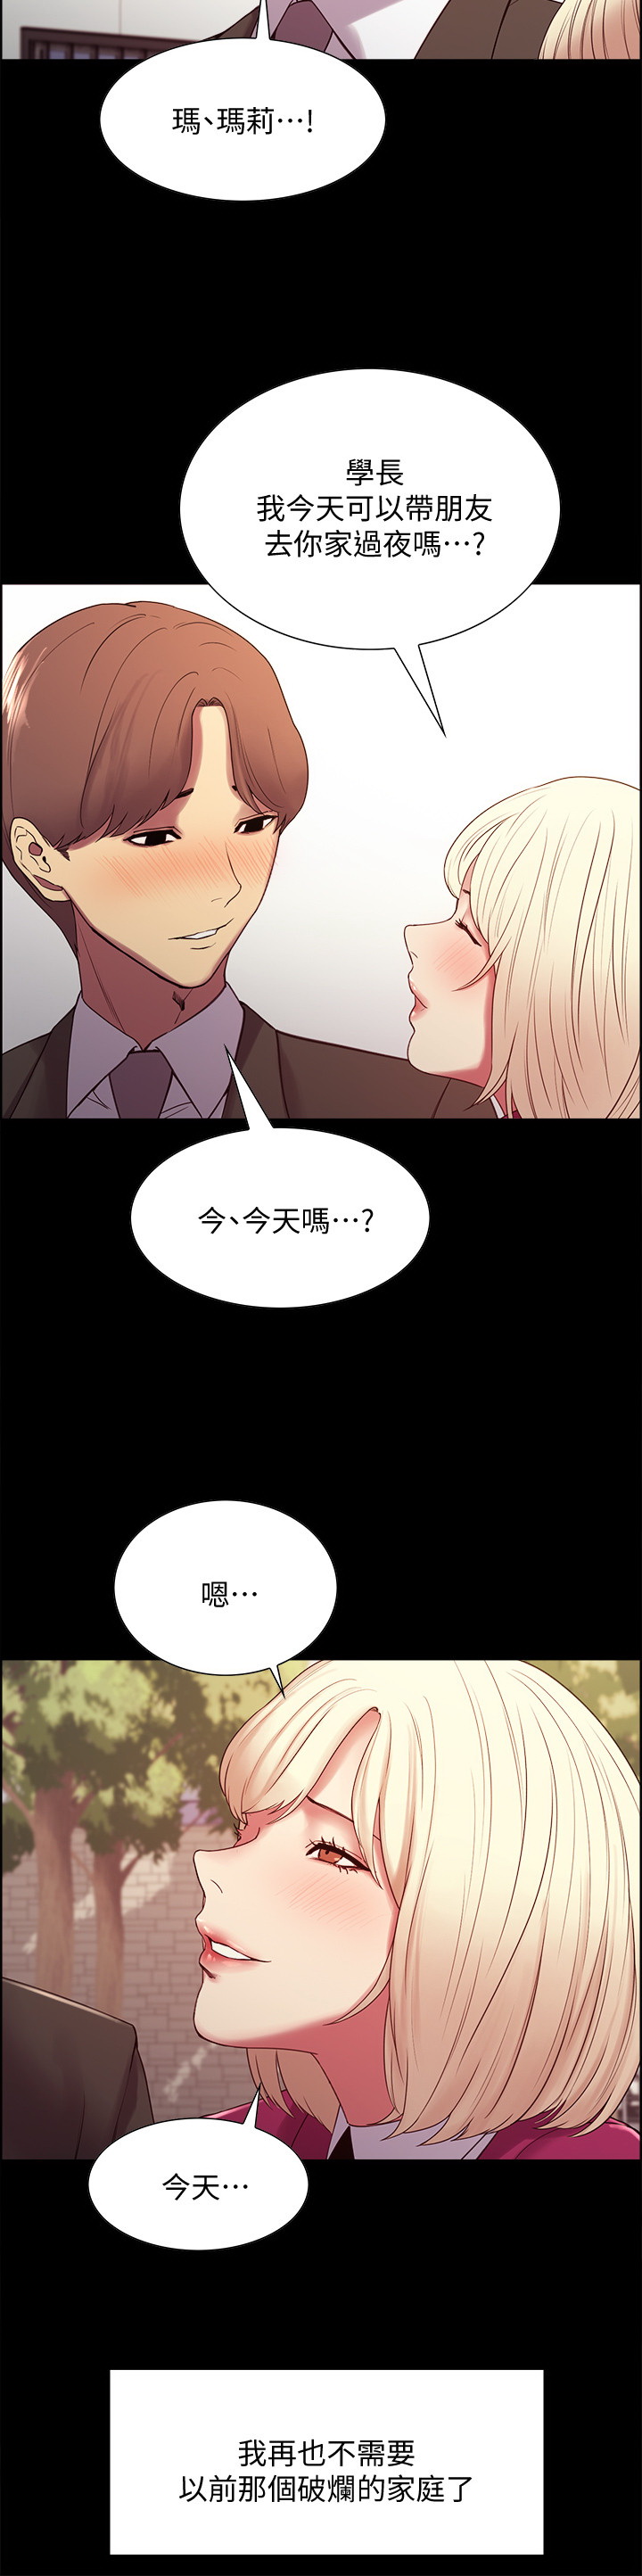 瑪、瑪莉…!
學長
我今天可以帶朋友
去你家過夜嗎…?
今、今天嗎…?
嗯…
今天…
我再也不需要
以前那個破爛的家庭了